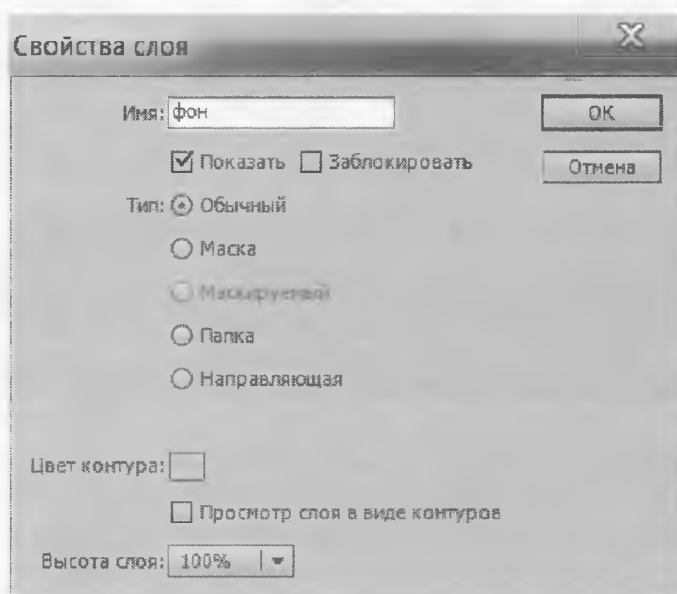 Свойства слоя
Имя: фон
OK
Показать Заблокировать
Отмена
Тип: Обычный
Маска
Маскируемый
Папка
Направляющая
Цвет контура:
Просмотр слоя в виде контуров
Высота слоя: 100%